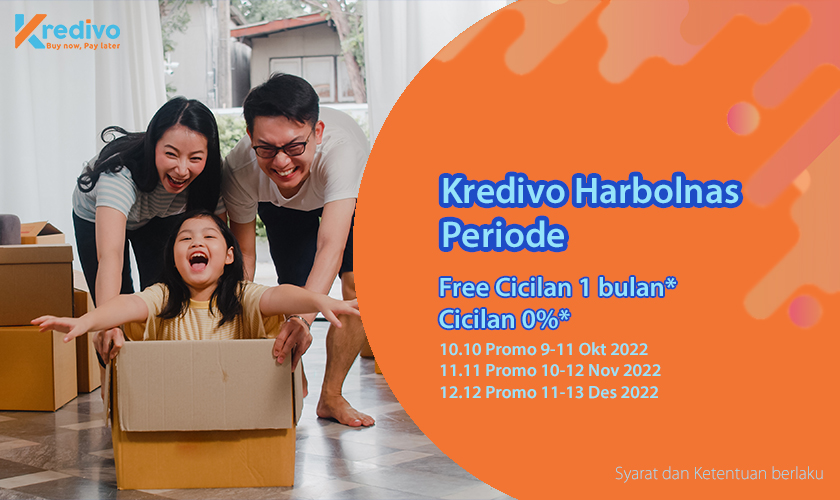 Kredivo
Buy now, Pay later
Kredivo Harbolnas
Periode
Free Cicilan 1 bulan*
Cicilan 0%*
10.10 Promo 9-11 Okt 2022
11.11 Promo 10-12 Nov 2022
12.12 Promo 11-13 Des 2022
Syarat dan Ketentuan berlaku